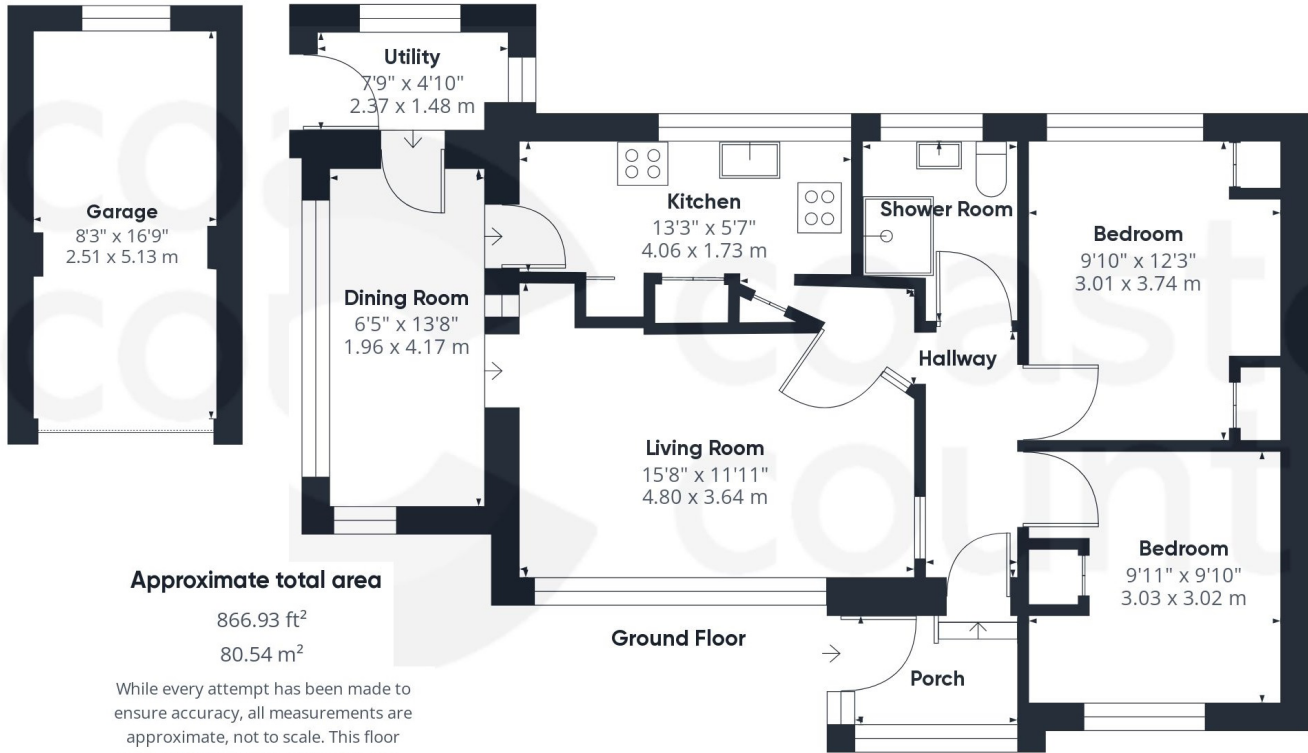 Utility
7'9" x 4'10"
2.37 x 1.48 m
Garage
8'3" x 16'9"
2.51 x 5.13 m
Kitchen
13'3" x 5'7"
4.06 x 1.73 m
Shower Room
Bedroom
9'10" x 12'3"
3.01 x 3.74 m
Dining Room
6'5" x 13'8"
1.96 x 4.17 m
Hallway
Living Room
15'8" x 11'11"
4.80 x 3.64 m
Bedroom
9'11" x 9'10"
3.03 x 3.02 m
Approximate total area
866.93 ft²
80.54 m²
Ground Floor
Porch
While every attempt has been made to
ensure accuracy, all measurements are
approximate, not to scale. This floor